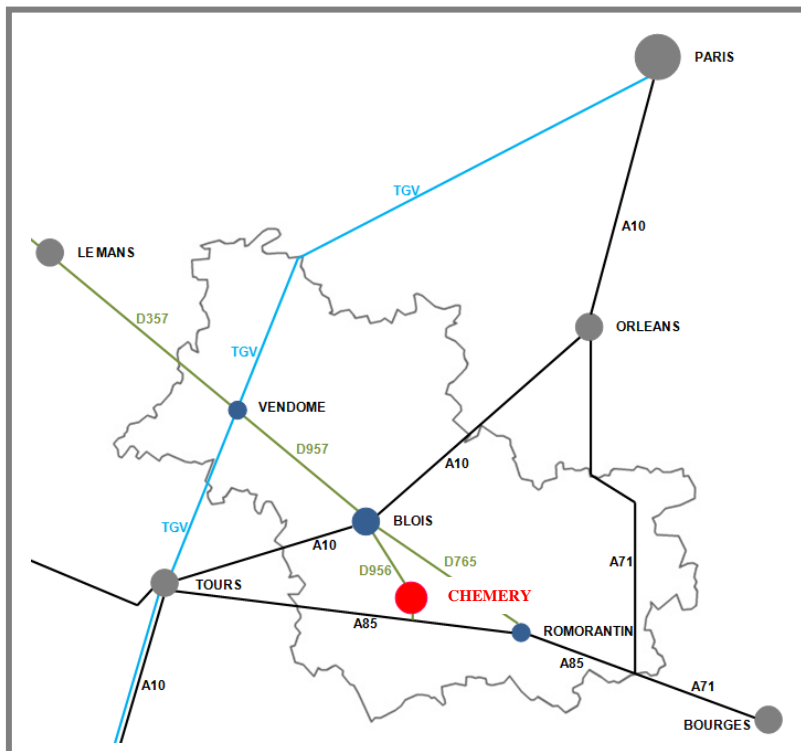 PARIS
TGV
A10
LE MANS
D357
ORLEANS
TGV
VENDOME
D957
A10
BLOIS
TGV
A10
D765
A71
D956
TOURS
CHEMERY
A85
ROMORANTIN
A85
A10
A71
BOURGES